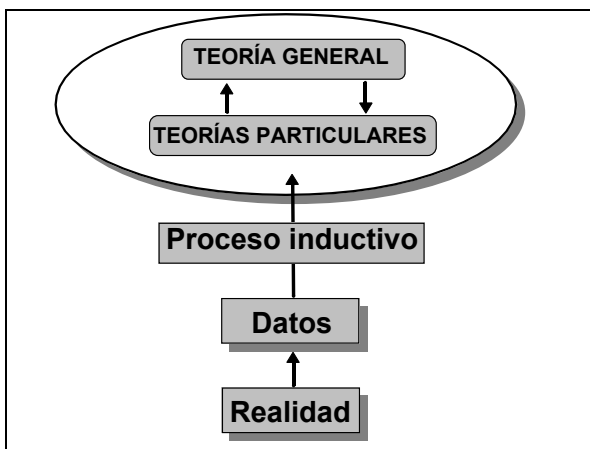 TEORÍA GENERAL
TEORÍAS PARTICULARES
Proceso inductivo
Datos
Realidad